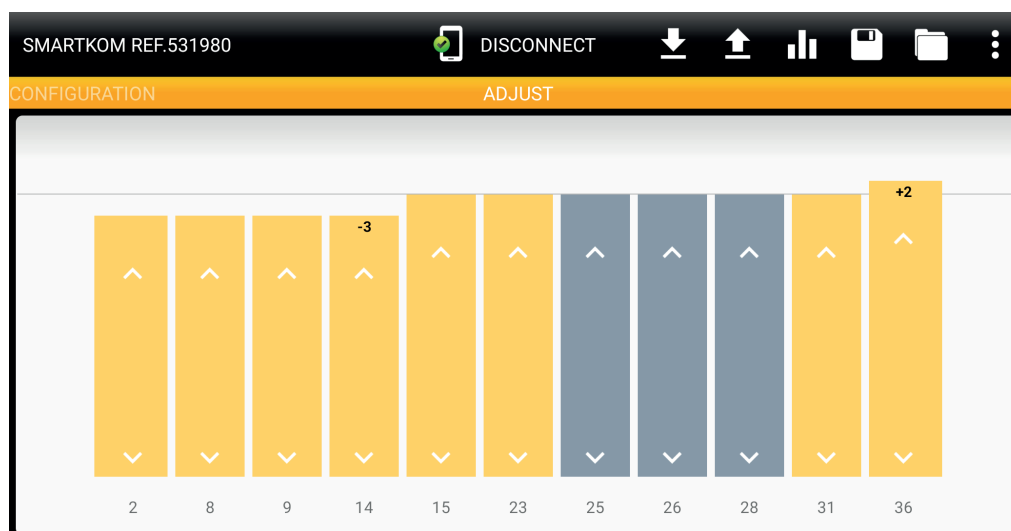 SMARTKOM REF.531980 DISCONNECT
CONFIGURATION ADJUST
+2
-3
2 8 9 14 15 23 25 26 28 31 36